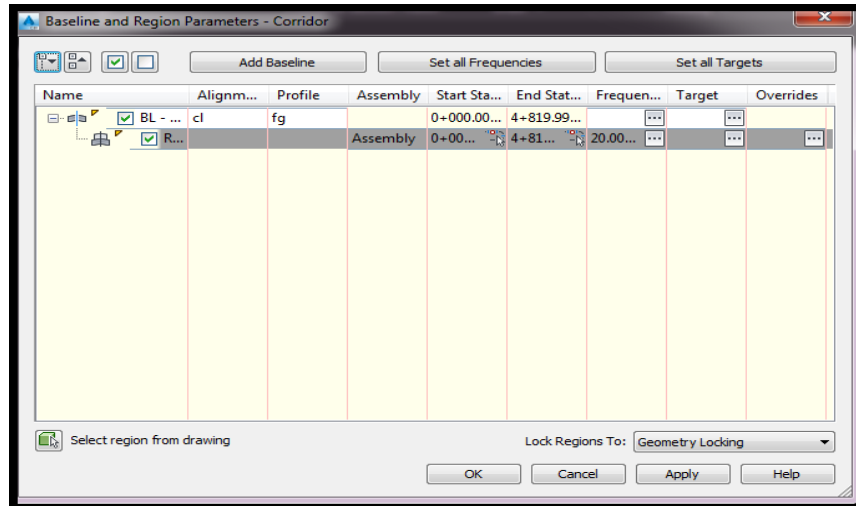 Baseline and Region Parameters - Corridor
Add Baseline Set all Frequencies Set all Targets
Name Alignm... Profile Assembly Start Sta... End Stat... Frequen... Target Overrides
BL - ... cl fg 0+000.00... 4+819.99... ... ...
R... Assembly 0+00... 4+81... 20.00... ... ... ...
Select region from drawing Lock Regions To: Geometry Locking
OK Cancel Apply Help